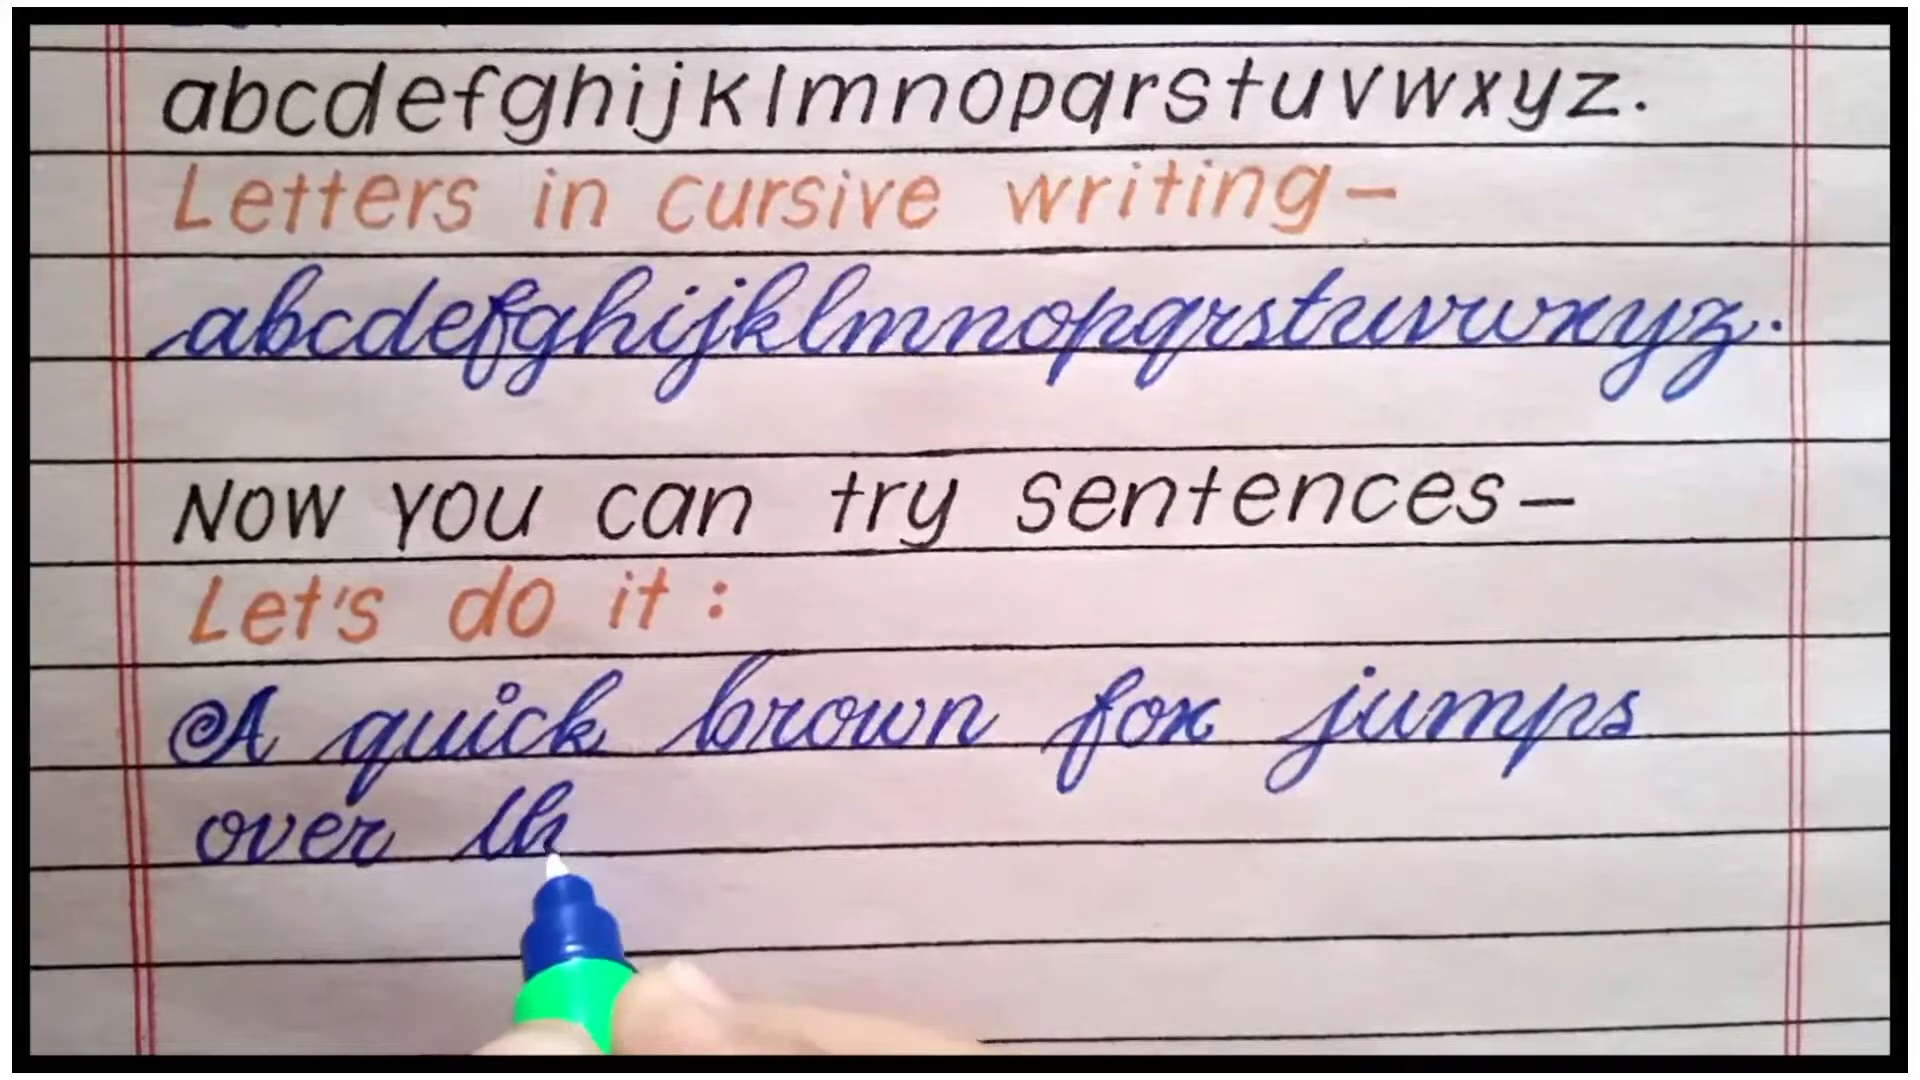 abcdefghijklmnopqrstuvwxyz.
Letters in cursive writing-
abcdefghijklmnopqrstuvwxyz.
Now you can try sentences-
Let's do it :
A quick brown fox jumps
over th